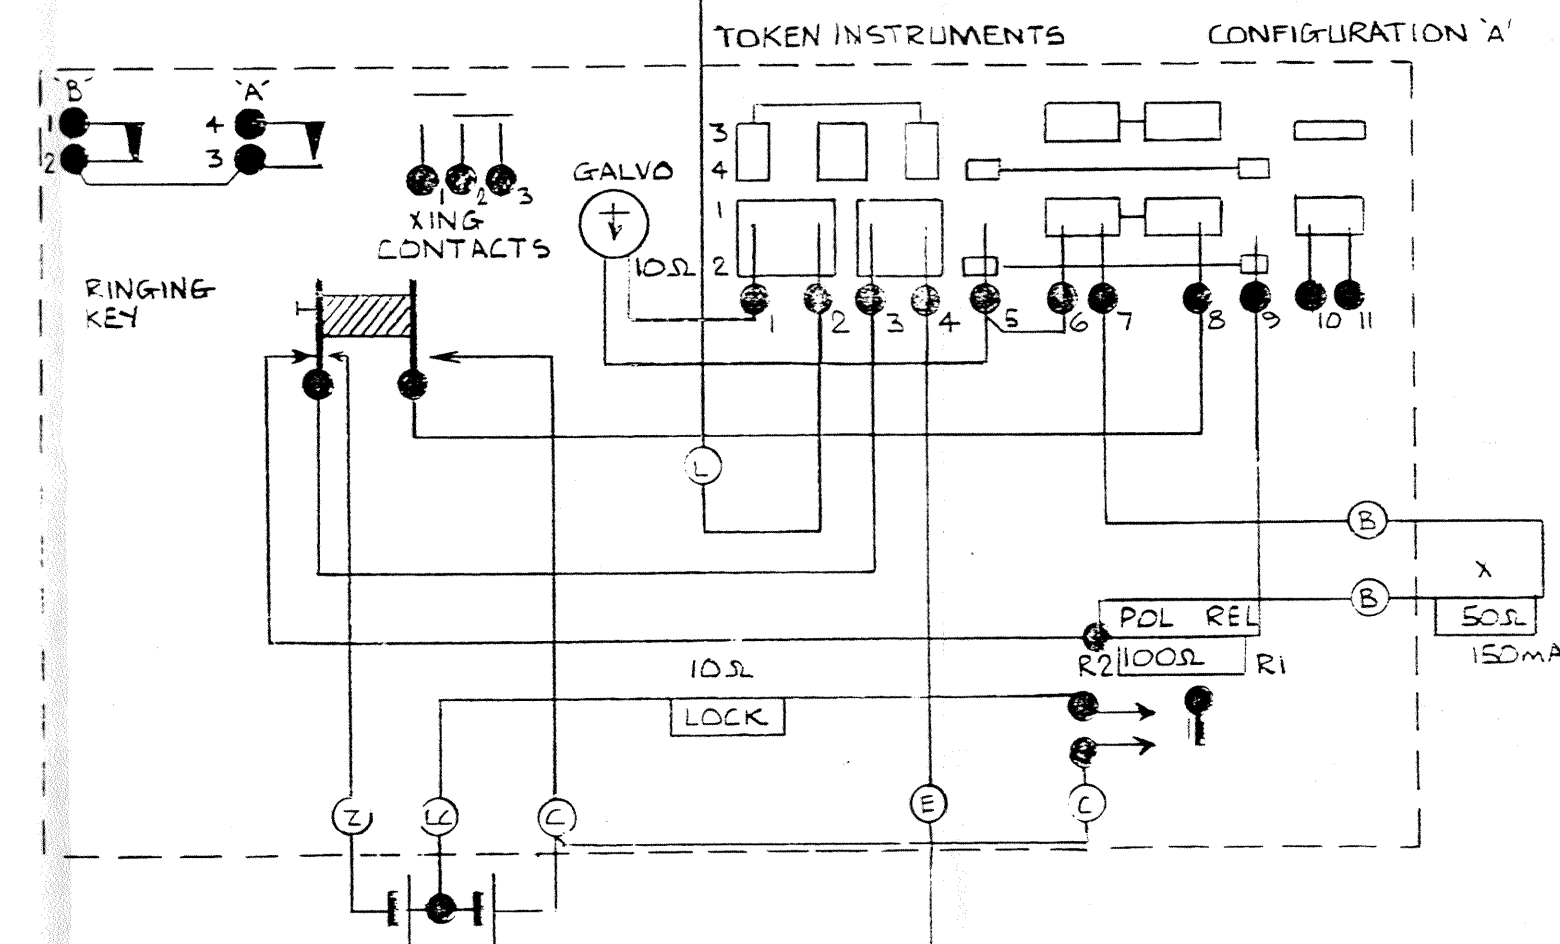 TOKEN INSTRUMENTS CONFIGURATION 'A'
'B' 'A'
1 4
2 3
1 2 3
XING
CONTACTS
GALVO
10Ω
3
4
1
2
RINGING
KEY
1 2 3 4 5 6 7 8 9 10 11
L
B
X
B
POL REL
50Ω
150mA
R2 100Ω R1
10Ω
LOCK
Z LC C E C